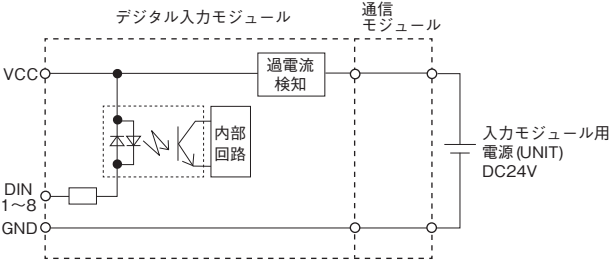 デジタル入力モジュール
通信
モジュール
VCC
過電流
検知
内部
回路
入力モジュール用
電源(UNIT)
DC24V
DIN
1～8
GND